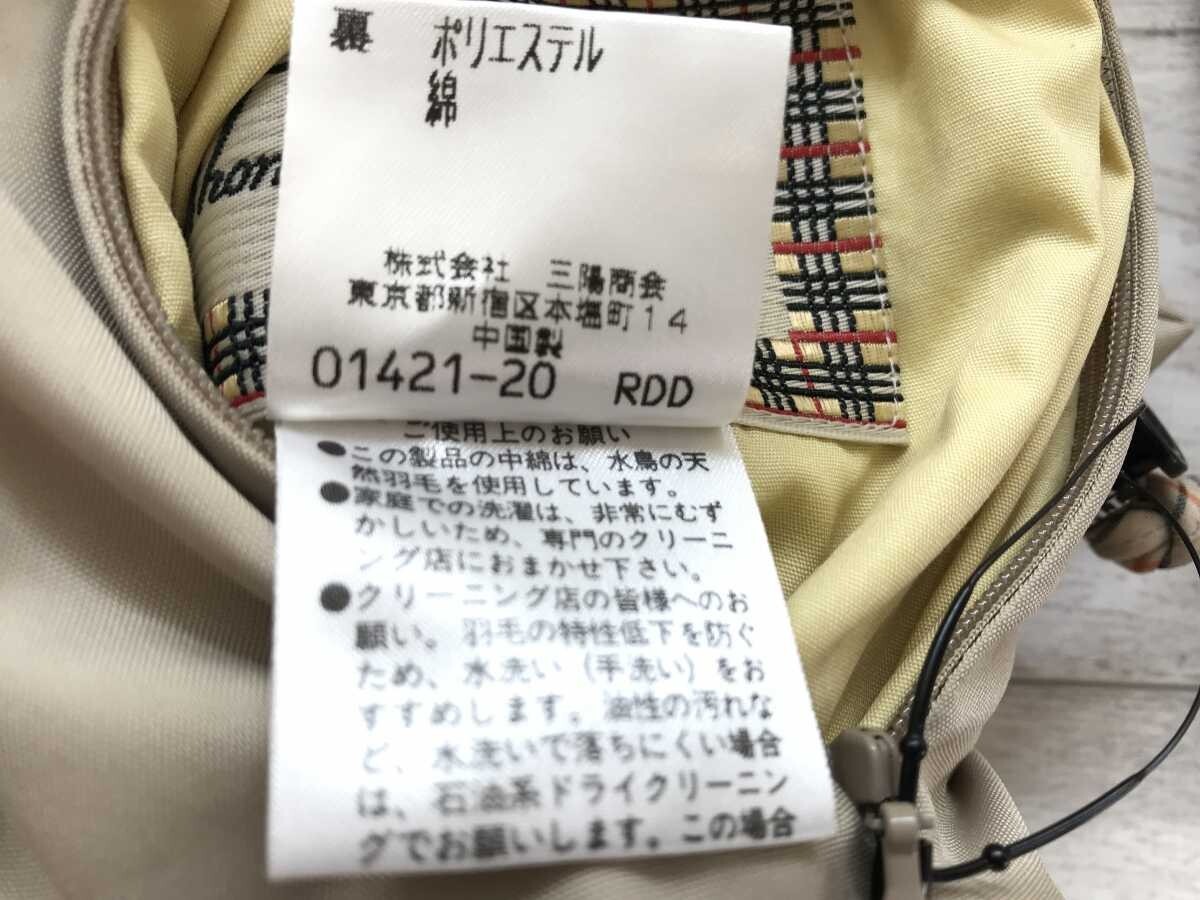 裏 ポリエステル
綿
株式会社 三陽商会
東京都新宿区本塩町14
中国製
01421-20 RDD
ご使用上のお願い
●この製品の中綿は、水鳥の天
然羽毛を使用しています。
●家庭での洗濯は、非常にむず
かしいため、専門のクリーニ
ング店におまかせ下さい。
●クリーニング店の皆様へのお
願い。羽毛の特性低下を防ぐ
ため、水洗い（手洗い）をお
すすめします。油性の汚れな
ど、水洗いで落ちにくい場合
は、石油系ドライクリーニン
グでお願いします。この場合